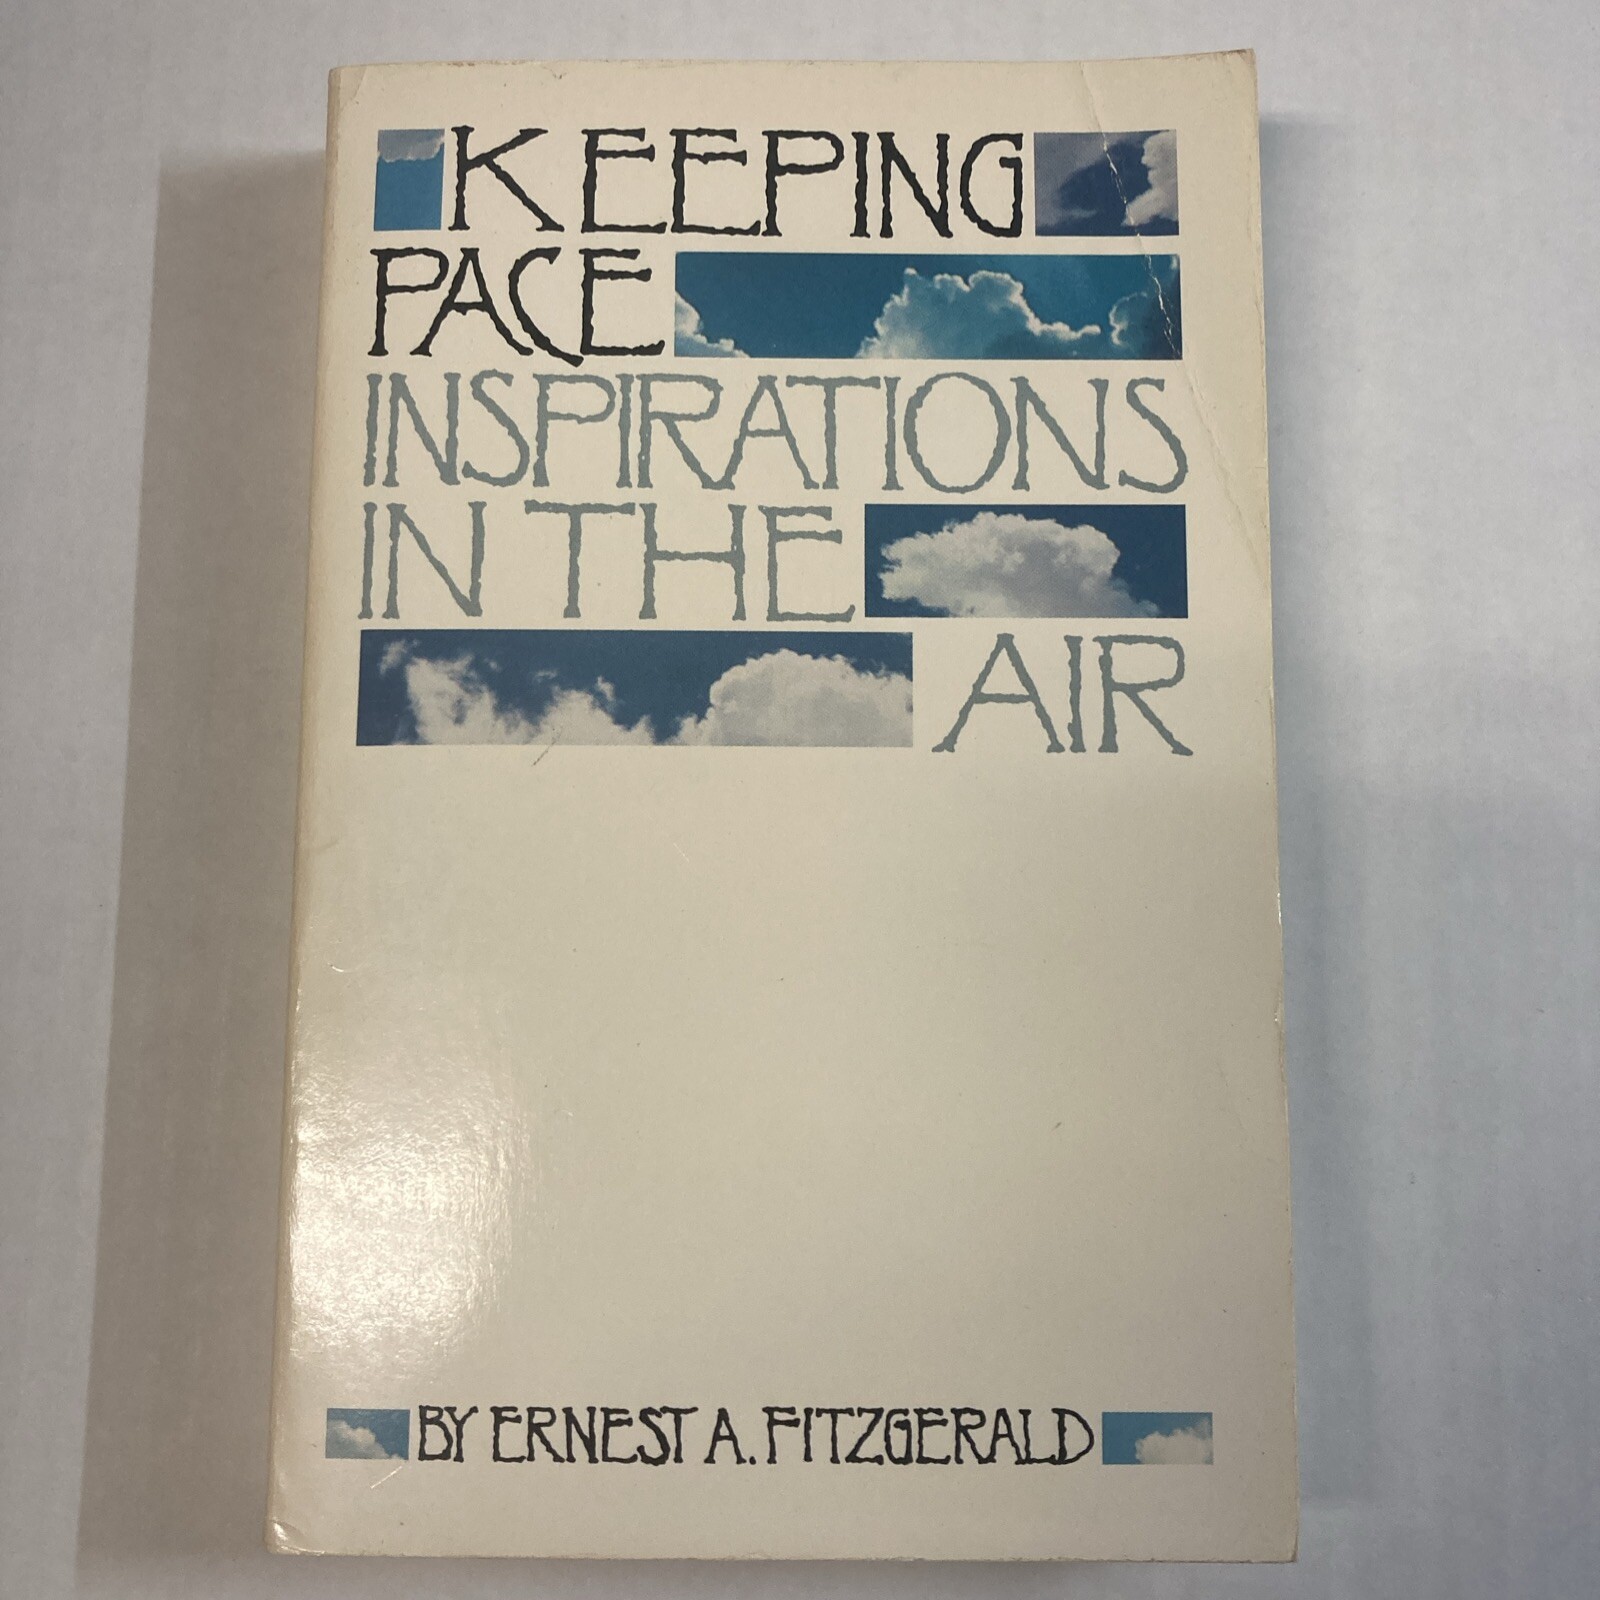 KEEPING
PACE
INSPIRATIONS
IN THE
AIR
BY ERNEST A. FITZGERALD